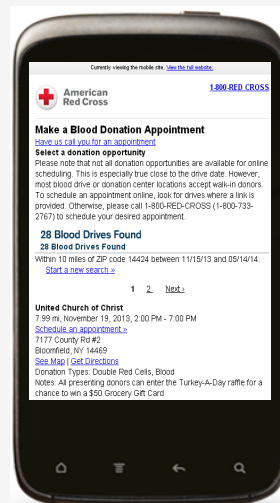 Currently viewing the mobile site. View the full website.
1-800-RED CROSS
American
Red Cross
Make a Blood Donation Appointment
Have us call you for an appointment
Select a donation opportunity
Please note that not all donation opportunities are available for online
scheduling. This is especially true close to the drive date. However,
most blood drive or donation center locations accept walk-in donors.
To schedule an appointment online, look for drives where a link is
provided. Otherwise, please call 1-800-RED-CROSS (1-800-733-
2767) to schedule your desired appointment.
28 Blood Drives Found
28 Blood Drives Found
Within 10 miles of ZIP code 14424 between 11/15/13 and 05/14/14.
Start a new search »
1 2 Next ›
United Church of Christ
7.99 mi, November 19, 2013, 2:00 PM - 7:00 PM
Schedule an appointment »
7177 County Rd #2
Bloomfield, NY 14469
See Map | Get Directions
Donation Types: Double Red Cells, Blood
Notes: All presenting donors can enter the Turkey-A-Day raffle for a
chance to win a $50 Grocery Gift Card